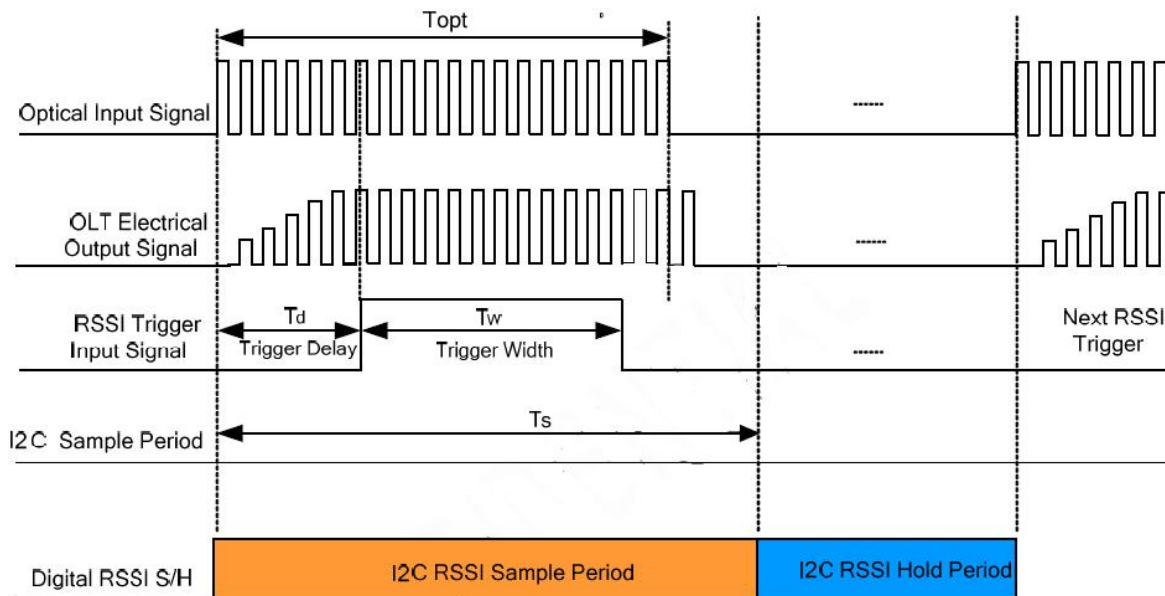 Topt
Optical Input Signal
......
OLT Electrical
Output Signal
......
RSSI Trigger
Input Signal
Td
Trigger Delay
Tw
Trigger Width
......
Next RSSI
Trigger
I2C Sample Period
Ts
Digital RSSI S/H
I2C RSSI Sample Period
I2C RSSI Hold Period